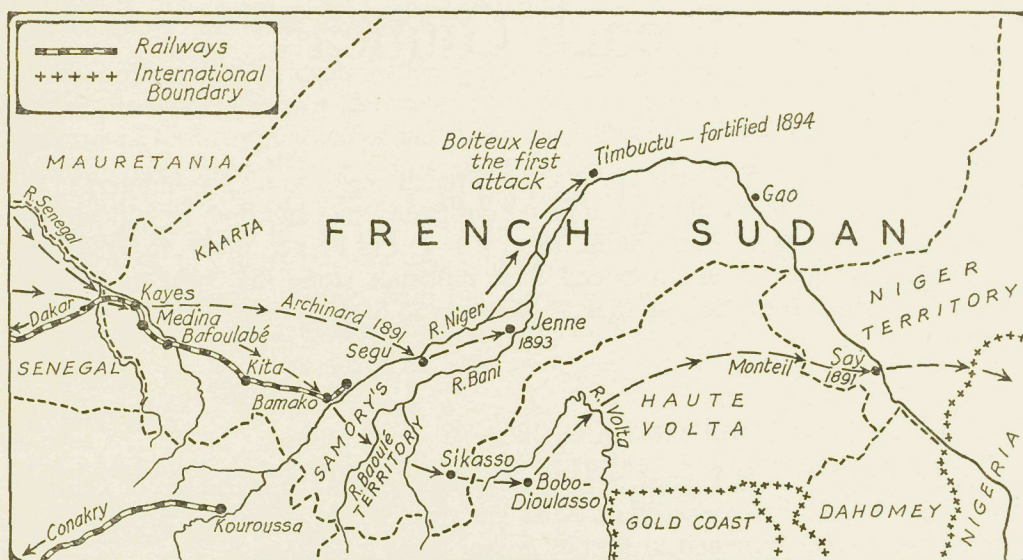 Railways
International
Boundary
MAURETANIA
R. Senegal
KAARTA
Boiteux led
the first
attack
Timbuctu — fortified 1894
Gao
FRENCH SUDAN
NIGER
TERRITORY
Dakar
Kayes
Medina
Bafoulabé
Kita
Bamako
SENEGAL
Archinard 1891
Segu
R. Niger
Jenne
1893
R. Bani
SAMORY'S
TERRITORY
R. Baoulé
Monteil
Say
1891
HAUTE
VOLTA
R. Volta
Sikasso
Bobo-
Dioulasso
Conakry
Kouroussa
GOLD COAST
DAHOMEY
NIGERIA